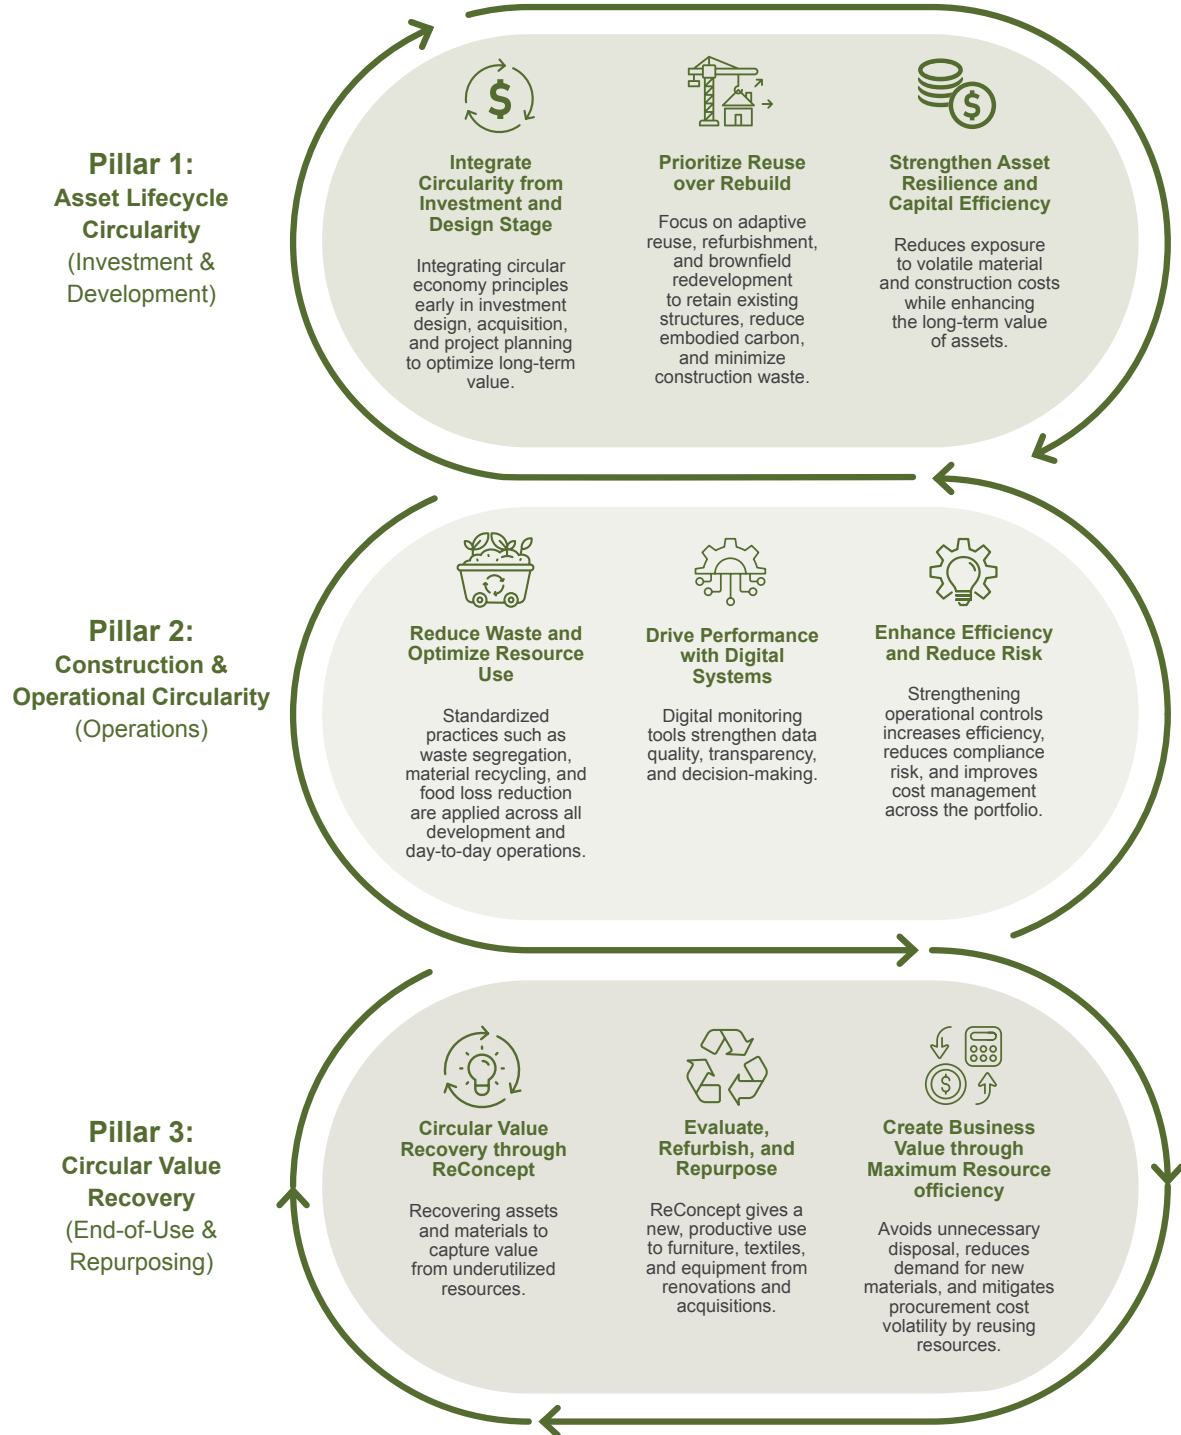 Pillar 1:
Asset Lifecycle
Circularity
(Investment &
Development)
Integrate
Circularity from
Investment and
Design Stage
Integrating circular
economy principles
early in investment
design, acquisition,
and project planning
to optimize long-term
value.
Prioritize Reuse
over Rebuild
Focus on adaptive
reuse, refurbishment,
and brownfield
redevelopment
to retain existing
structures, reduce
embodied carbon,
and minimize
construction waste.
Strengthen Asset
Resilience and
Capital Efficiency
Reduces exposure
to volatile material
and construction costs
while enhancing
the long-term value
of assets.
Pillar 2:
Construction &
Operational Circularity
(Operations)
Reduce Waste and
Optimize Resource
Use
Standardized
practices such as
waste segregation,
material recycling, and
food loss reduction
are applied across all
development and
day-to-day operations.
Drive Performance
with Digital
Systems
Digital monitoring
tools strengthen data
quality, transparency,
and decision-making.
Enhance Efficiency
and Reduce Risk
Strengthening
operational controls
increases efficiency,
reduces compliance
risk, and improves
cost management
across the portfolio.
Pillar 3:
Circular Value
Recovery
(End-of-Use &
Repurposing)
Circular Value
Recovery through
ReConcept
Recovering assets
and materials to
capture value
from underutilized
resources.
Evaluate,
Refurbish, and
Repurpose
ReConcept gives a
new, productive use
to furniture, textiles,
and equipment from
renovations and
acquisitions.
Create Business
Value through
Maximum Resource
officiency
Avoids unnecessary
disposal, reduces
demand for new
materials, and mitigates
procurement cost
volatility by reusing
resources.